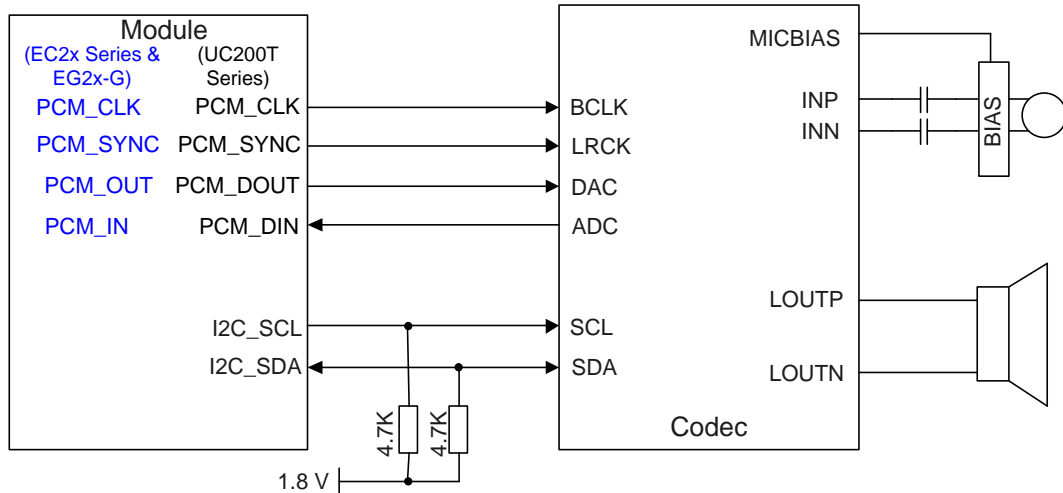 Module
(EC2x Series &
EG2x-G)
(UC200T
Series)
PCM_CLK PCM_CLK
PCM_SYNC PCM_SYNC
PCM_OUT PCM_DOUT
PCM_IN PCM_DIN
I2C_SCL
I2C_SDA
4.7K
4.7K
1.8 V
BCLK
LRCK
DAC
ADC
SCL
SDA
Codec
MICBIAS
INP
INN
LOUTP
LOUTN
BIAS